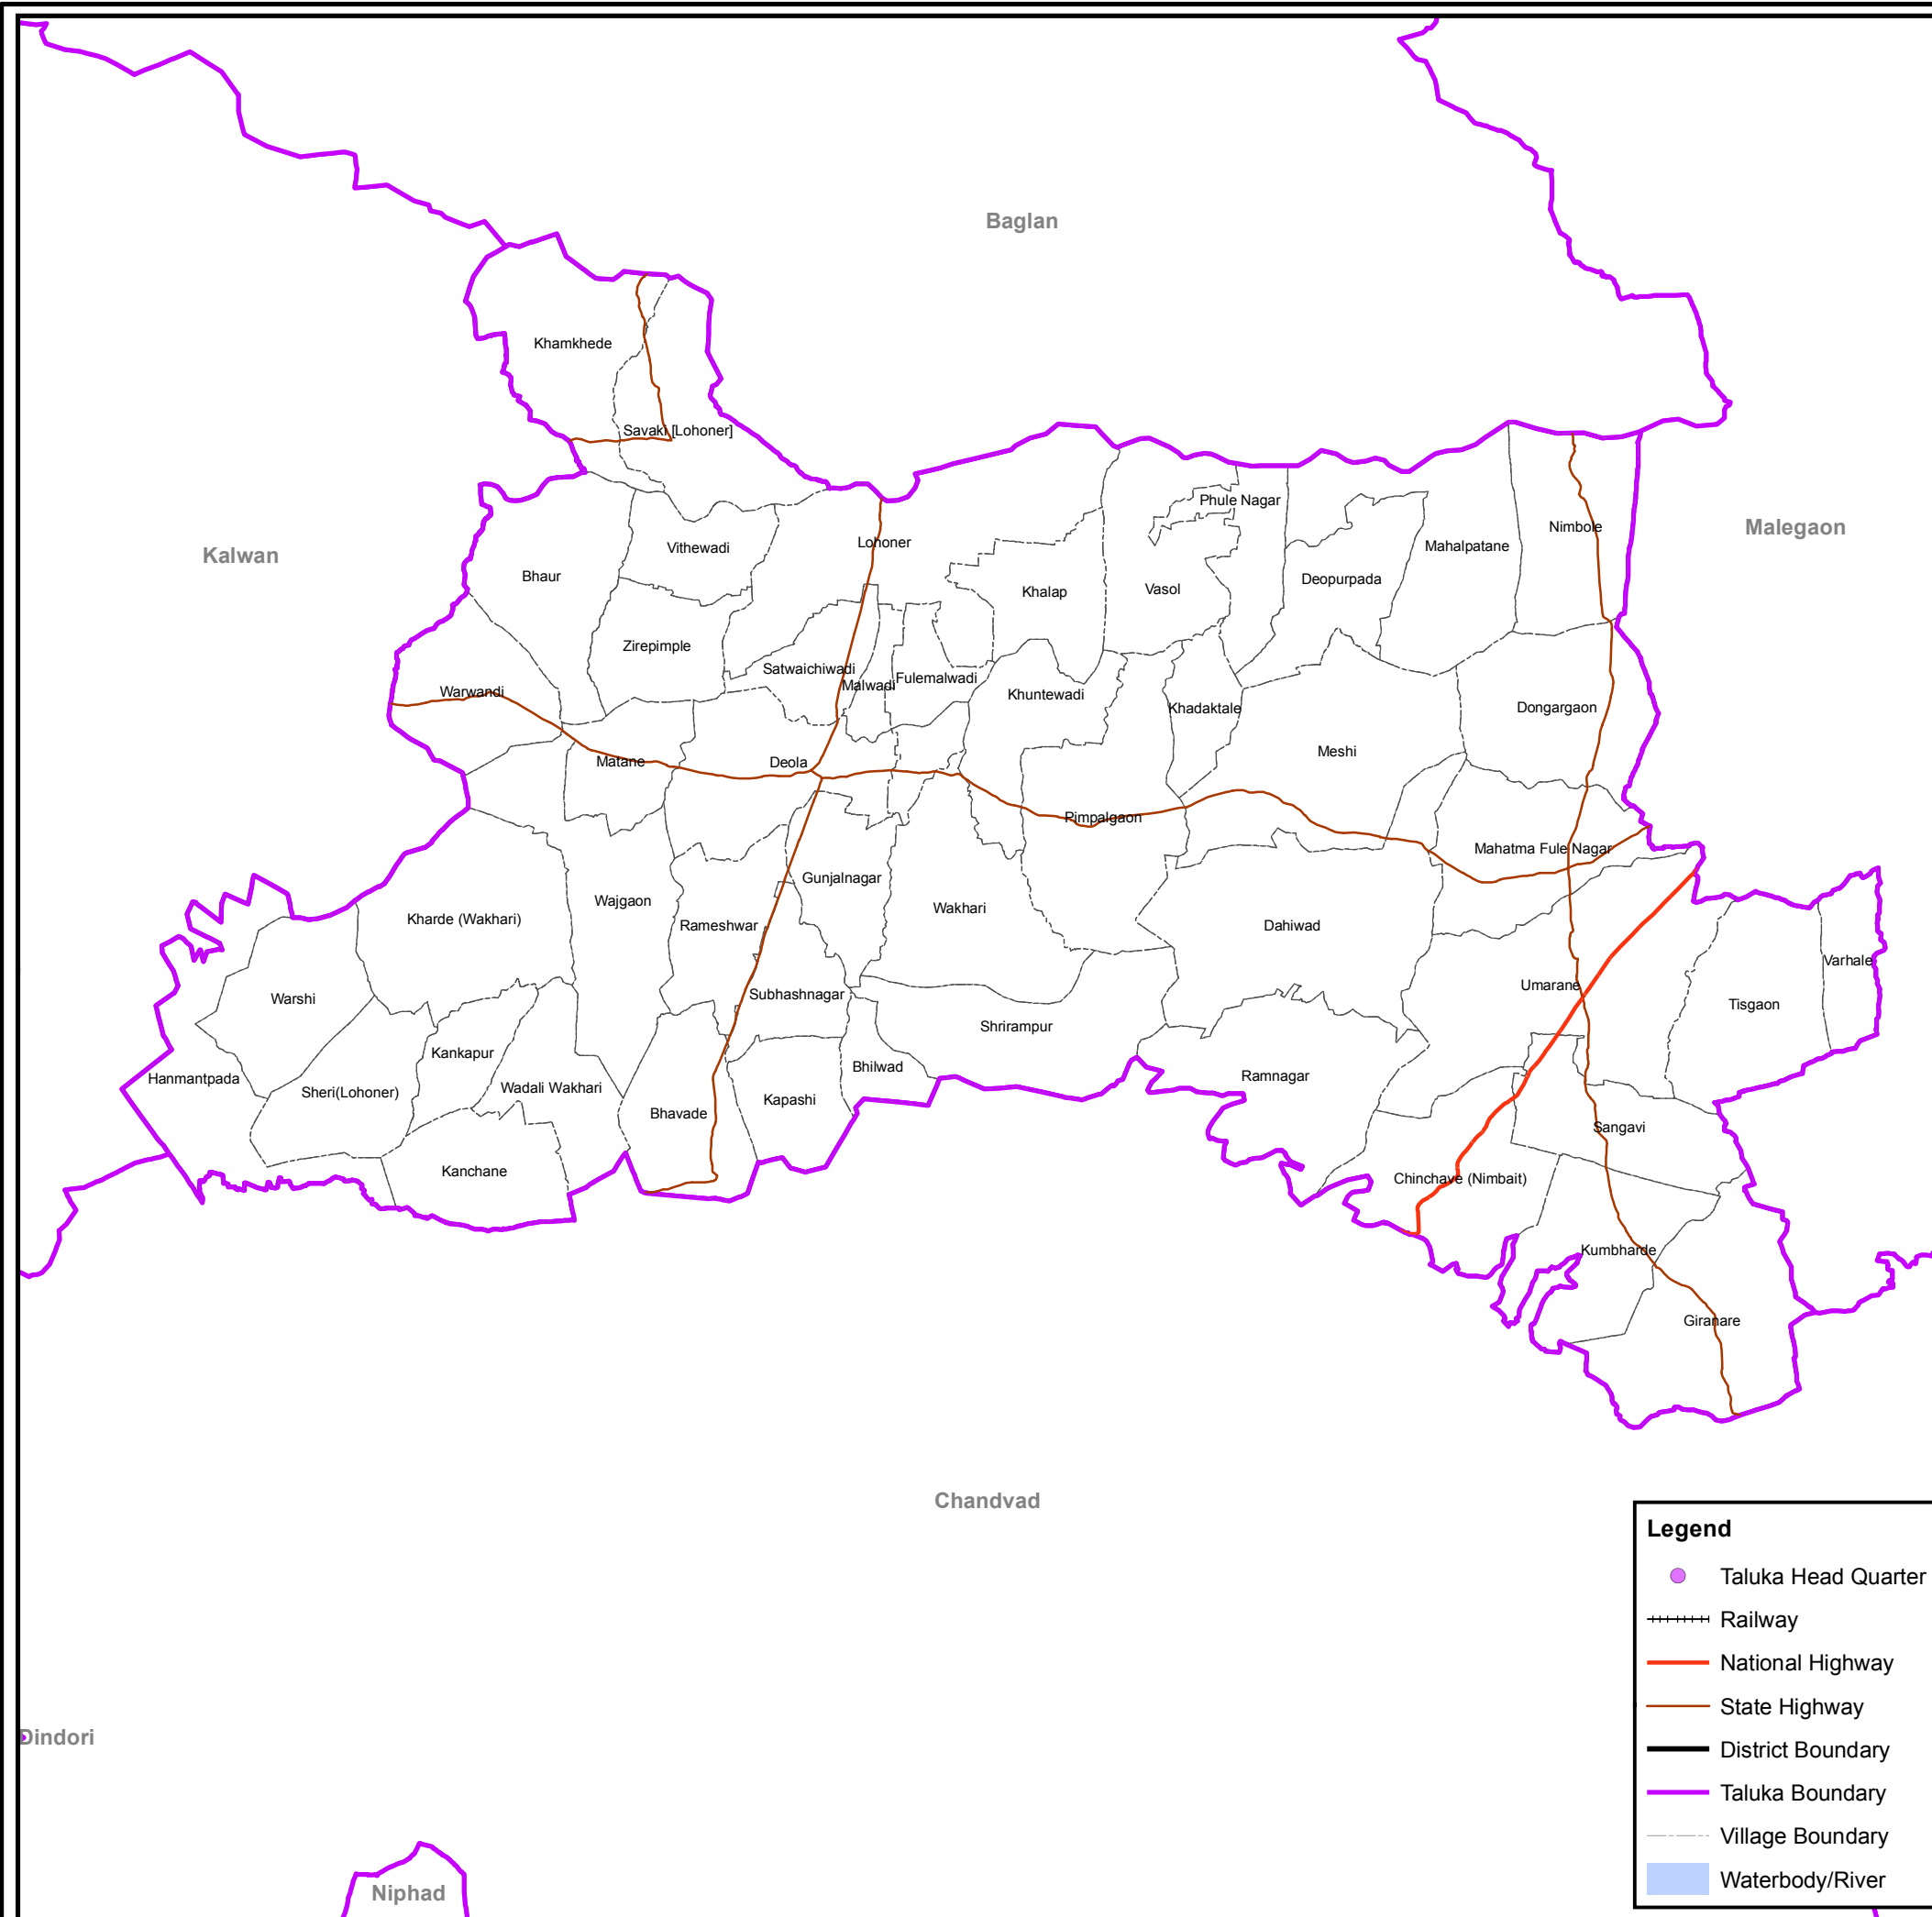 Baglan
Khamkhede
Savaki [Lohoner]
Phule Nagar
Nimbole
Malegaon
Kalwan
Lohoner
Vithewadi
Mahalpatane
Bhaur
Deopurpada
Khalap
Vasol
Zirepimple
Satwaichiwadi
Fulemalwadi
Malwadi
Warwandi
Khuntewadi
Khadaktale
Dongargaon
Meshi
Matane
Deola
Pimpalgaon
Mahatma Fule Nagar
Gunjalnagar
Wajgaon
Wakhari
Kharde (Wakhari)
Rameshwar
Dahiwad
Varhale
Umarane
Warshi
Subhashnagar
Tisgaon
Shrirampur
Kankapur
Bhilwad
Hanmantpada
Ramnagar
Sheri(Lohoner)
Wadali Wakhari
Kapashi
Bhavade
Sangavi
Kanchane
Chinchave (Nimbait)
Kumbharde
Giranare
Chandvad
Dindori
Niphad
Legend
Taluka Head Quarter
Railway
National Highway
State Highway
District Boundary
Taluka Boundary
Village Boundary
Waterbody/River